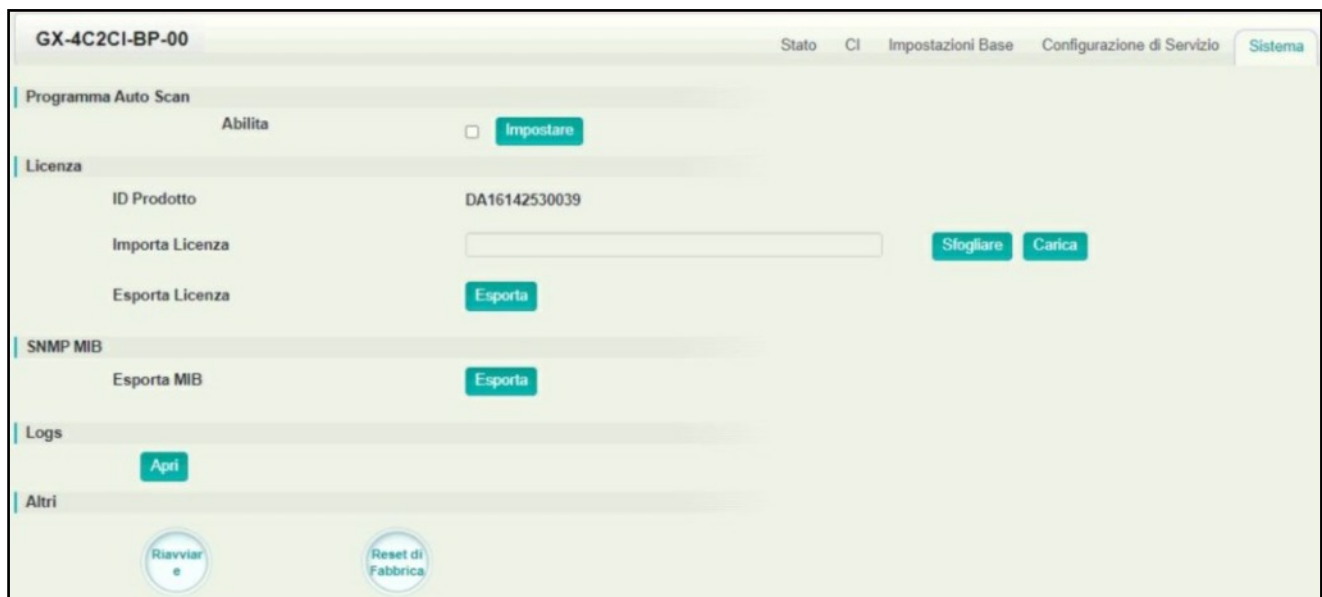 GX-4C2CI-BP-00
Stato CI Impostazioni Base Configurazione di Servizio Sistema
Programma Auto Scan
Abilita Impostare
Licenza
ID Prodotto DA16142530039
Importa Licenza Sfogliare Carica
Esporta Licenza Esporta
SNMP MIB
Esporta MIB Esporta
Logs
Apri
Altri
Riavviar
e
Reset di
Fabbrica